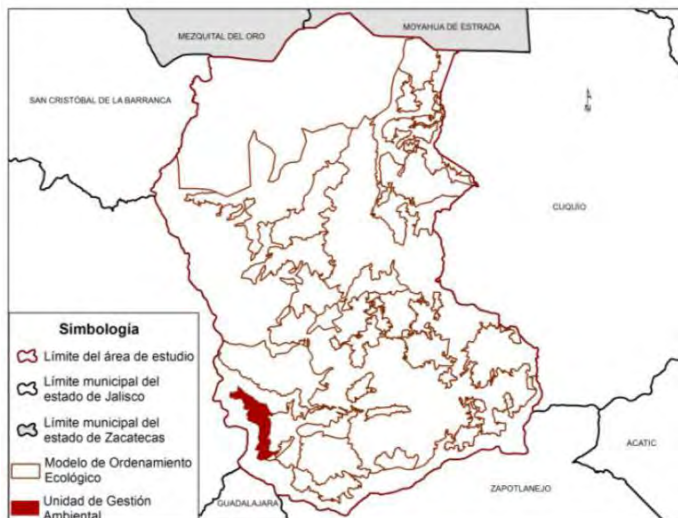 MEZQUITAL DEL ORO
MOYAHUA DE ESTRADA
SAN CRISTÓBAL DE LA BARRANCA
CUQUÍO
Simbología
Límite del área de estudio
Límite municipal del
estado de Jalisco
Límite municipal del
estado de Zacatecas
Modelo de Ordenamiento
Ecológico
Unidad de Gestión
Ambiental
GUADALAJARA
ZAPOTLANEJO
ACATIC